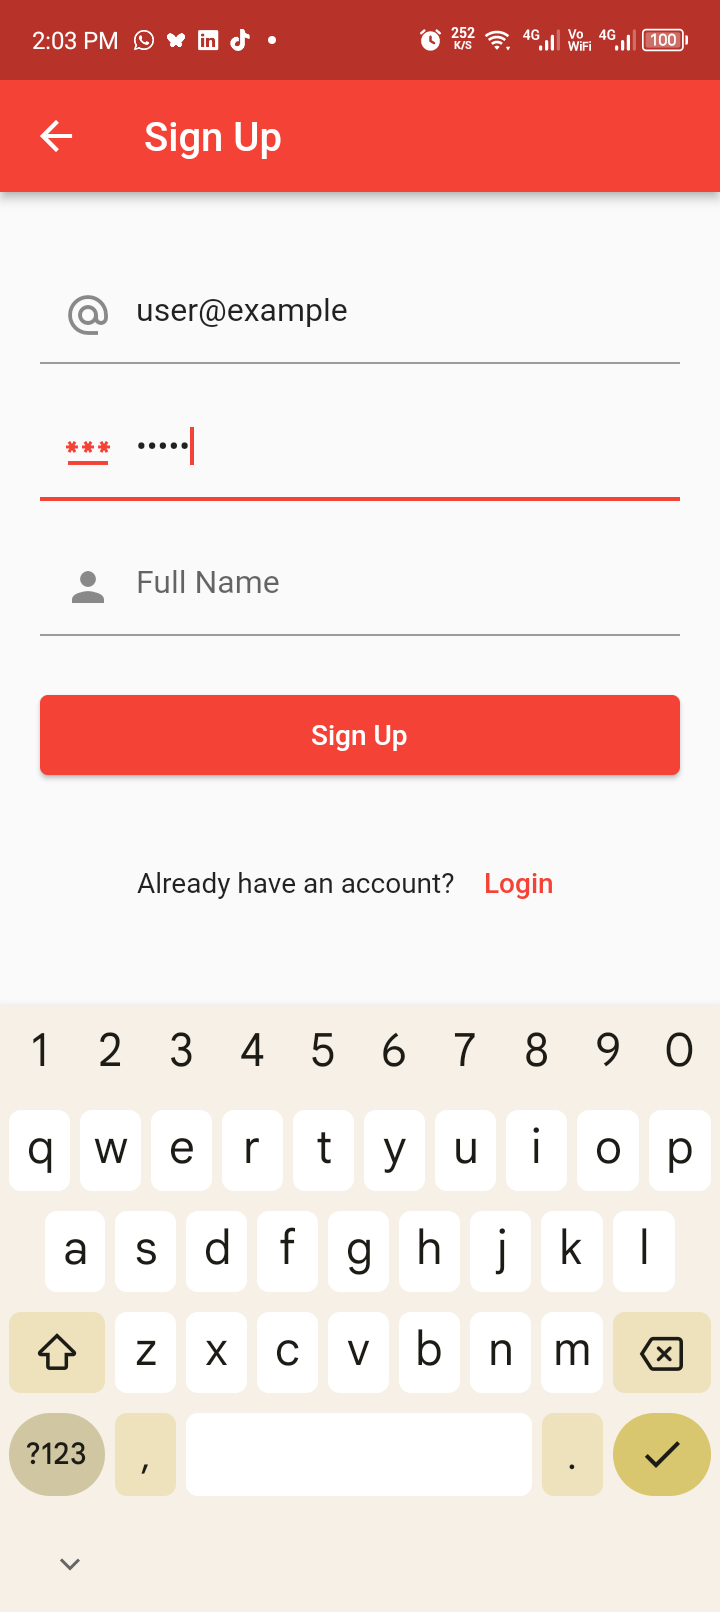 2:03 PM 252 K/S 4G Vo WiFi 4G 100
Sign Up
user@example
*** •••••
Full Name
Sign Up
Already have an account? Login
1 2 3 4 5 6 7 8 9 0
q w e r t y u i o p
a s d f g h j k l
z x c v b n m
?123 , .